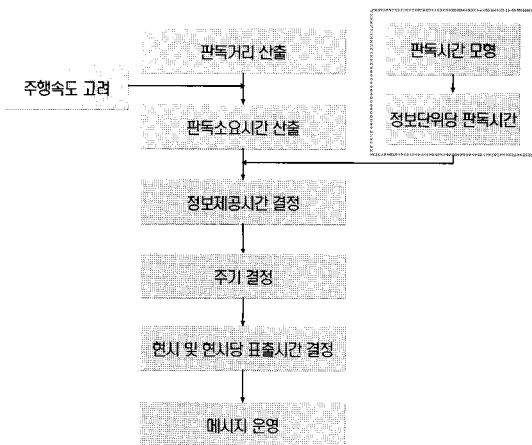 판독거리 산출
판독시간 모형
주행속도 고려
판독소요시간 산출
정보단위당 판독시간
정보제공시간 결정
주기 결정
현시 및 현시당 표출시간 결정
메시지 운영